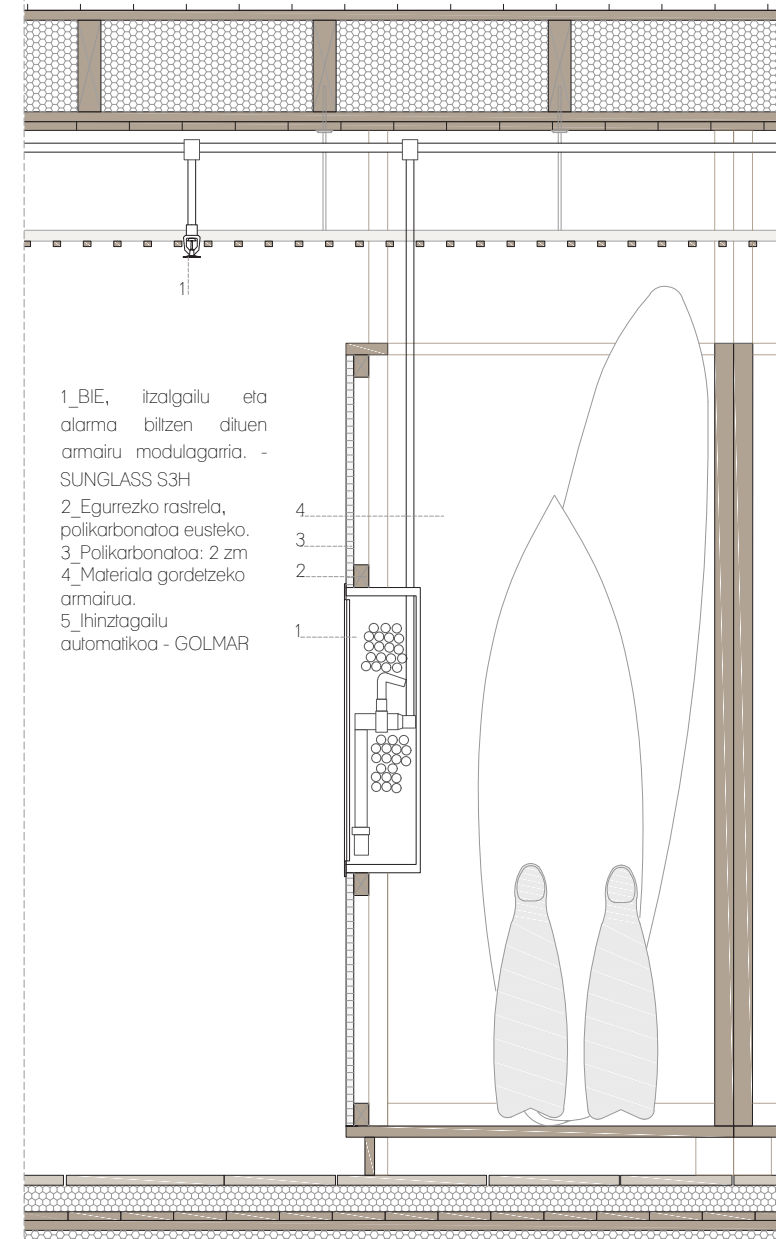 1
1_BIE, itzalgailu eta
alarma biltzen dituen
armairu modulagarria. -
SUNGLASS S3H
2_Egurrezko rastrela,
polikarbonatoa eusteko.
3_Polikarbonatoa: 2 zm
4_Materiala gordetzeko
armairua.
5_Ihinztagailu
automatikoa - GOLMAR
4
3
2
1